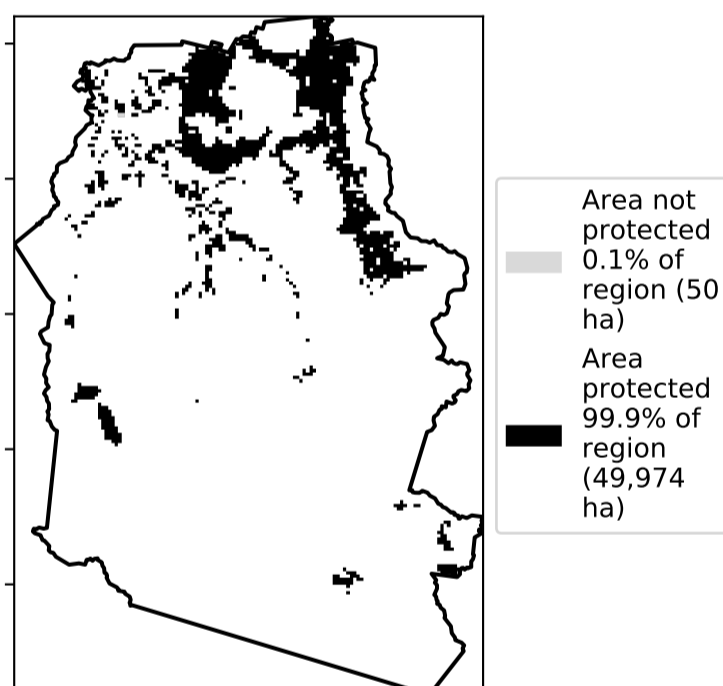 Area not
protected
0.1% of
region (50
ha)
Area
protected
99.9% of
region
(49,974
ha)